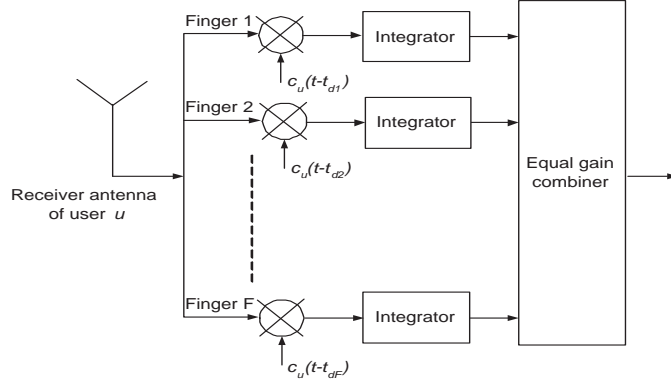 Finger 1
Integrator
c_u(t-t_d1)
Finger 2
Integrator
c_u(t-t_d2)
Equal gain
combiner
Receiver antenna
of user u
Finger F
Integrator
c_u(t-t_dF)